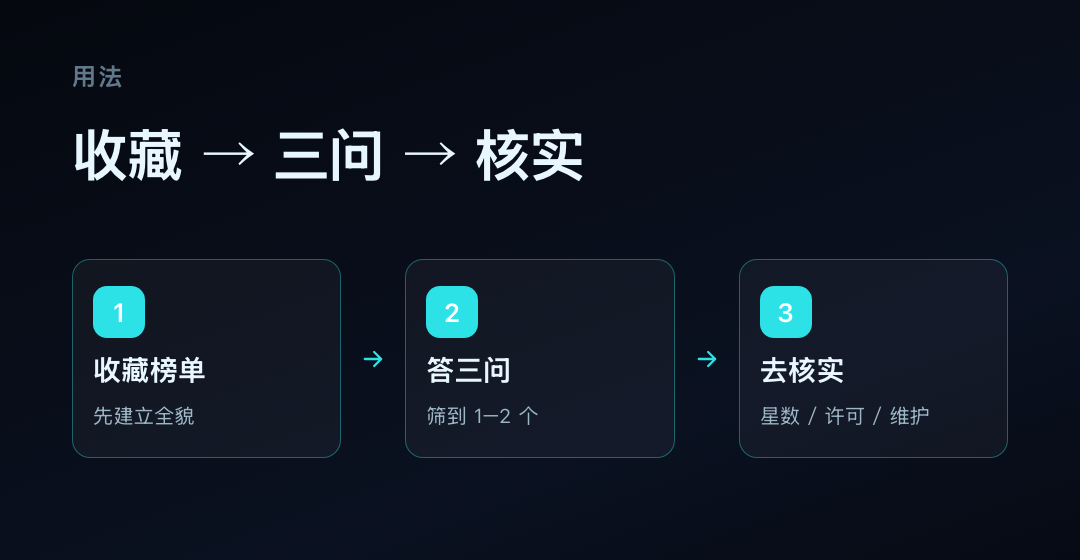 用法
收藏 → 三问 → 核实
1
收藏榜单
先建立全貌
→
2
答三问
筛到 1—2 个
→
3
去核实
星数 / 许可 / 维护